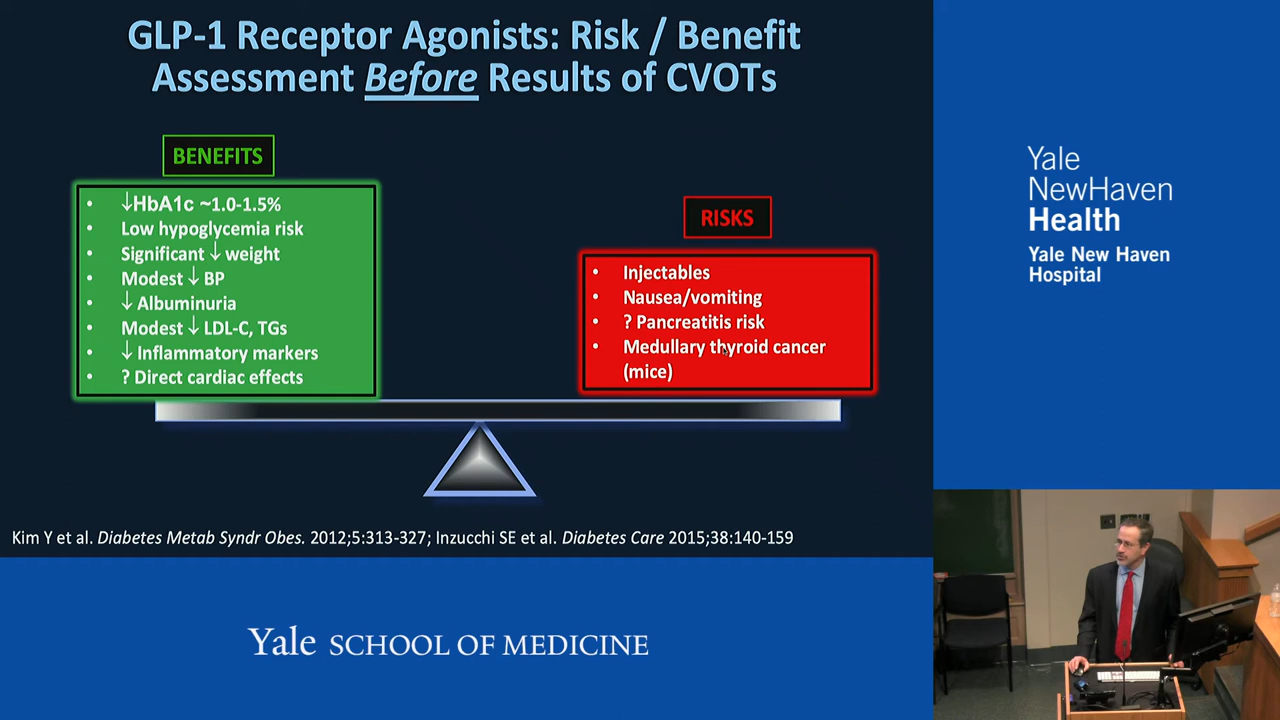 GLP-1 Receptor Agonists: Risk / Benefit
Assessment Before Results of CVOTs
BENEFITS
• ↓HbA1c ~1.0-1.5%
• Low hypoglycemia risk
• Significant ↓ weight
• Modest ↓ BP
• ↓ Albuminuria
• Modest ↓ LDL-C, TGs
• ↓ Inflammatory markers
• ? Direct cardiac effects
RISKS
• Injectables
• Nausea/vomiting
• ? Pancreatitis risk
• Medullary thyroid cancer
(mice)
Kim Y et al. Diabetes Metab Syndr Obes. 2012;5:313-327; Inzucchi SE et al. Diabetes Care 2015;38:140-159
Yale
NewHaven
Health
Yale New Haven
Hospital
Yale SCHOOL OF MEDICINE